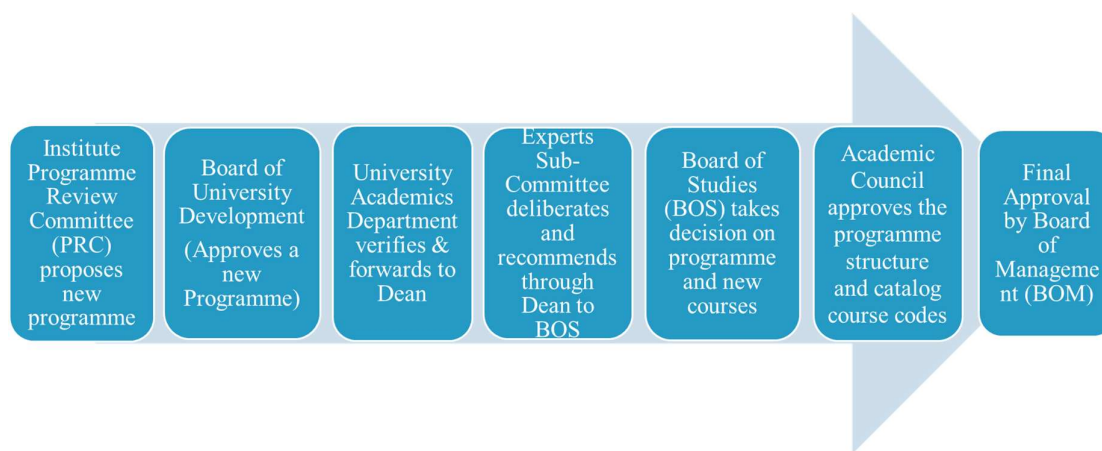 Institute
Programme
Review
Committee
(PRC)
proposes
new
programme
Board of
University
Development
(Approves a
new
Programme)
University
Academics
Department
verifies &
forwards to
Dean
Experts
Sub-
Committee
deliberates
and
recommends
through
Dean to
BOS
Board of
Studies
(BOS) takes
decision on
programme
and new
courses
Academic
Council
approves the
programme
structure
and catalog
course codes
Final
Approval
by Board
of
Manageme
nt (BOM)